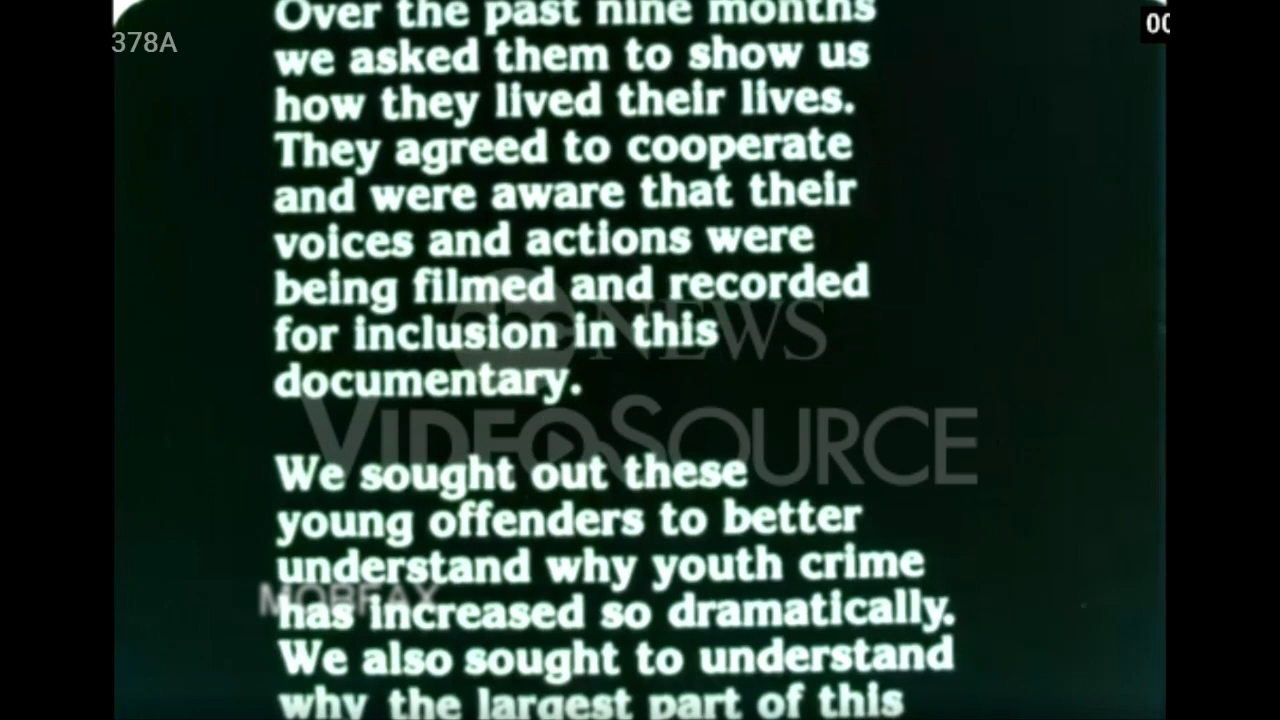 378A
00
Over the past nine months
we asked them to show us
how they lived their lives.
They agreed to cooperate
and were aware that their
voices and actions were
being filmed and recorded
for inclusion in this
documentary.
abc NEWS
VIDEOSOURCE
We sought out these
young offenders to better
understand why youth crime
MOBFAX
has increased so dramatically.
We also sought to understand
why the largest part of this